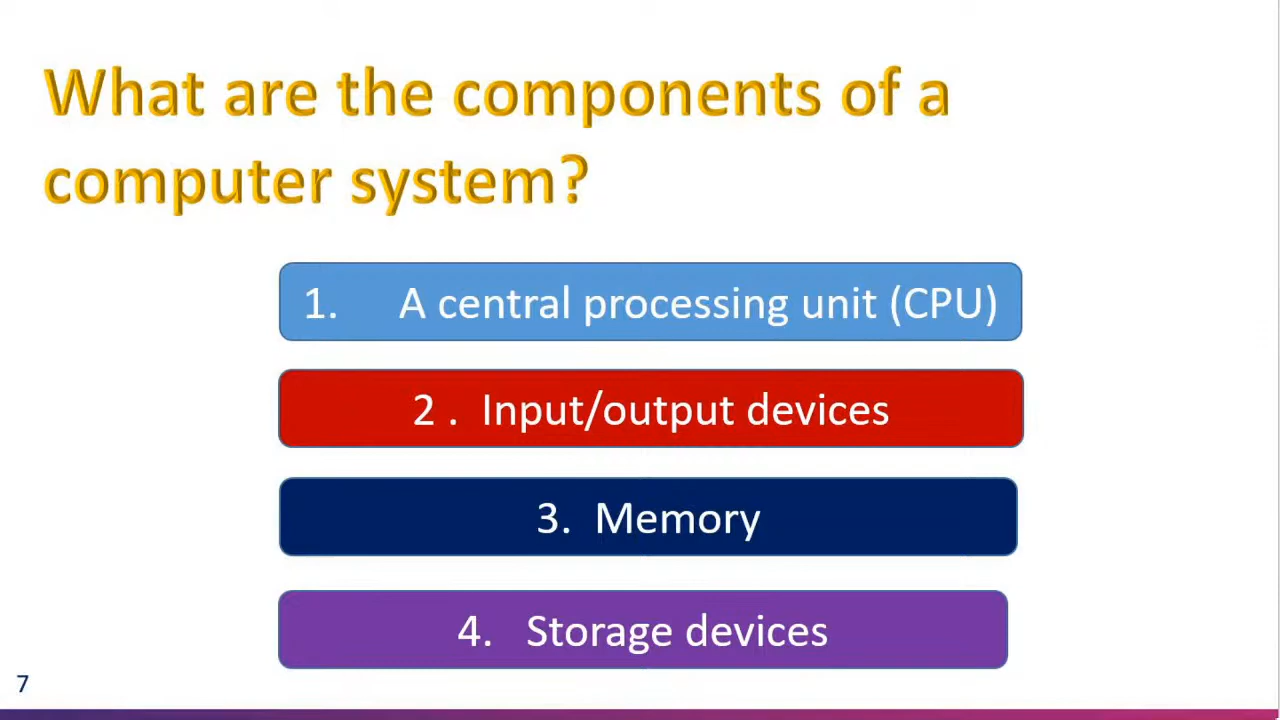 What are the components of a
computer system?
1. A central processing unit (CPU)
2 . Input/output devices
3. Memory
4. Storage devices
7